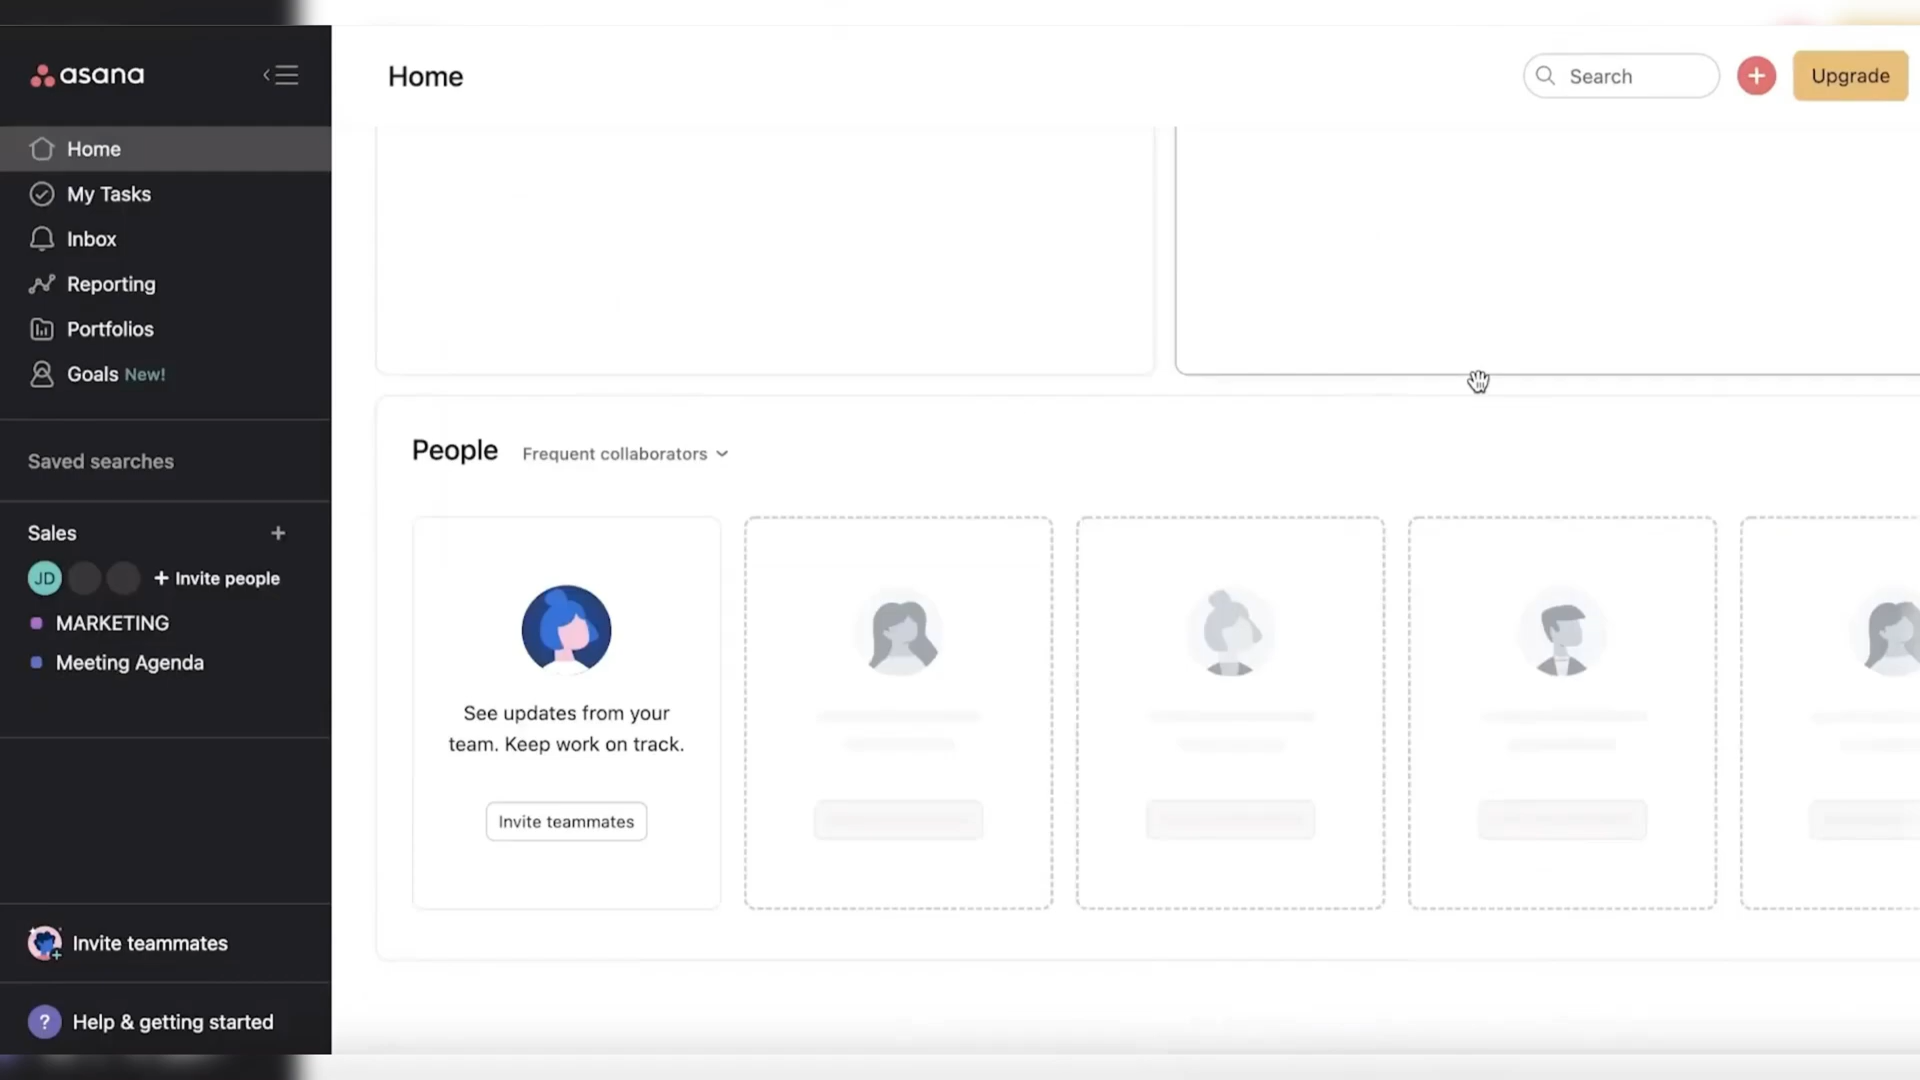 asana
Home
My Tasks
Inbox
Reporting
Portfolios
Goals New!
Saved searches
Sales +
JD + Invite people
MARKETING
Meeting Agenda
Invite teammates
? Help & getting started
Home
Search
+
Upgrade
People Frequent collaborators
See updates from your
team. Keep work on track.
Invite teammates